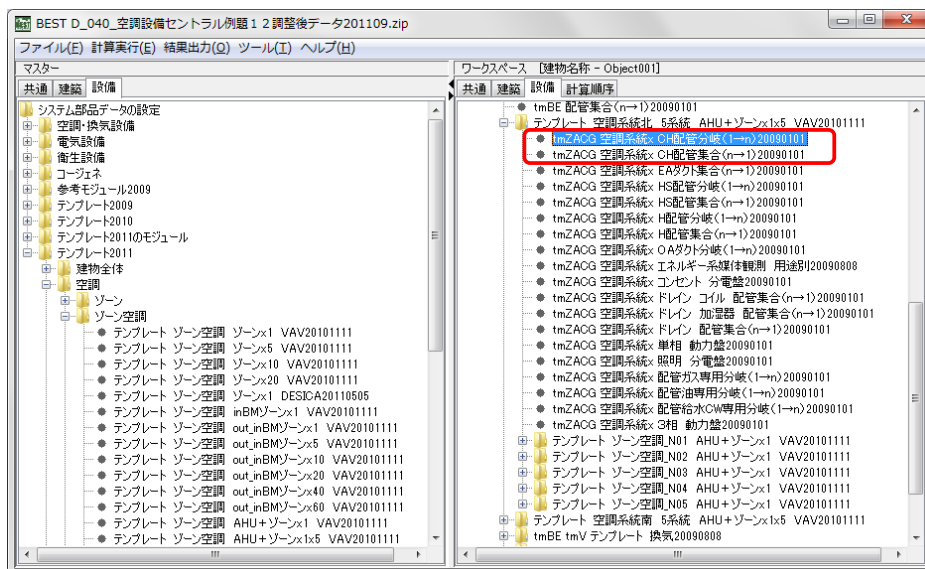 BEST D_040_空調設備セントラル例題12調整後データ201109.zip
ファイル(F) 計算実行(E) 結果出力(O) ツール(T) ヘルプ(H)
マスター
共通 建築 設備
システム部品データの設定
空調・換気設備
電気設備
衛生設備
コージェネ
参考モジュール2009
テンプレート2009
テンプレート2010
テンプレート2011のモジュール
テンプレート2011
建物全体
空調
ゾーン
ゾーン空調
テンプレート ゾーン空調 ゾーンx1 VAV20101111
テンプレート ゾーン空調 ゾーンx5 VAV20101111
テンプレート ゾーン空調 ゾーンx10 VAV20101111
テンプレート ゾーン空調 ゾーンx20 VAV20101111
テンプレート ゾーン空調 ゾーンx1 DESICA20110505
テンプレート ゾーン空調 inBMゾーンx1 VAV20101111
テンプレート ゾーン空調 out_inBMゾーンx1 VAV20101111
テンプレート ゾーン空調 out_inBMゾーンx5 VAV20101111
テンプレート ゾーン空調 out_inBMゾーンx10 VAV20101111
テンプレート ゾーン空調 out_inBMゾーンx20 VAV20101111
テンプレート ゾーン空調 out_inBMゾーンx40 VAV20101111
テンプレート ゾーン空調 out_inBMゾーンx60 VAV20101111
テンプレート ゾーン空調 AHU+ゾーンx1 VAV20101111
テンプレート ゾーン空調 AHU+ゾーンx1x5 VAV20101111
ワークスペース [建物名称 - Object001]
共通 建築 設備 計算順序
tmBE 配管集合(n→1)20090101
テンプレート 空調系統北 5系統 AHU+ゾーンx1x5 VAV20101111
tmZACG 空調系統x CH配管分岐(1→n)20090101
tmZACG 空調系統x CH配管集合(n→1)20090101
tmZACG 空調系統x EAダクト集合(n→1)20090101
tmZACG 空調系統x HS配管分岐(1→n)20090101
tmZACG 空調系統x HS配管集合(n→1)20090101
tmZACG 空調系統x H配管分岐(1→n)20090101
tmZACG 空調系統x H配管集合(n→1)20090101
tmZACG 空調系統x OAダクト分岐(1→n)20090101
tmZACG 空調系統x エネルギー系媒体観測 用途別20090808
tmZACG 空調系統x コンセント 分電盤20090101
tmZACG 空調系統x ドレイン コイル 配管集合(n→1)20090101
tmZACG 空調系統x ドレイン 加湿器 配管集合(n→1)20090101
tmZACG 空調系統x ドレイン 配管集合(n→1)20090101
tmZACG 空調系統x 単相 動力盤20090101
tmZACG 空調系統x 照明 分電盤20090101
tmZACG 空調系統x 配管ガス専用分岐(1→n)20090101
tmZACG 空調系統x 配管油専用分岐(1→n)20090101
tmZACG 空調系統x 配管給水CW専用分岐(1→n)20090101
tmZACG 空調系統x 3相 動力盤20090101
テンプレート ゾーン空調_N01 AHU+ゾーンx1 VAV20101111
テンプレート ゾーン空調_N02 AHU+ゾーンx1 VAV20101111
テンプレート ゾーン空調_N03 AHU+ゾーンx1 VAV20101111
テンプレート ゾーン空調_N04 AHU+ゾーンx1 VAV20101111
テンプレート ゾーン空調_N05 AHU+ゾーンx1 VAV20101111
テンプレート 空調系統南 5系統 AHU+ゾーンx1x5 VAV20101111
tmBE tmV テンプレート 換気20090808